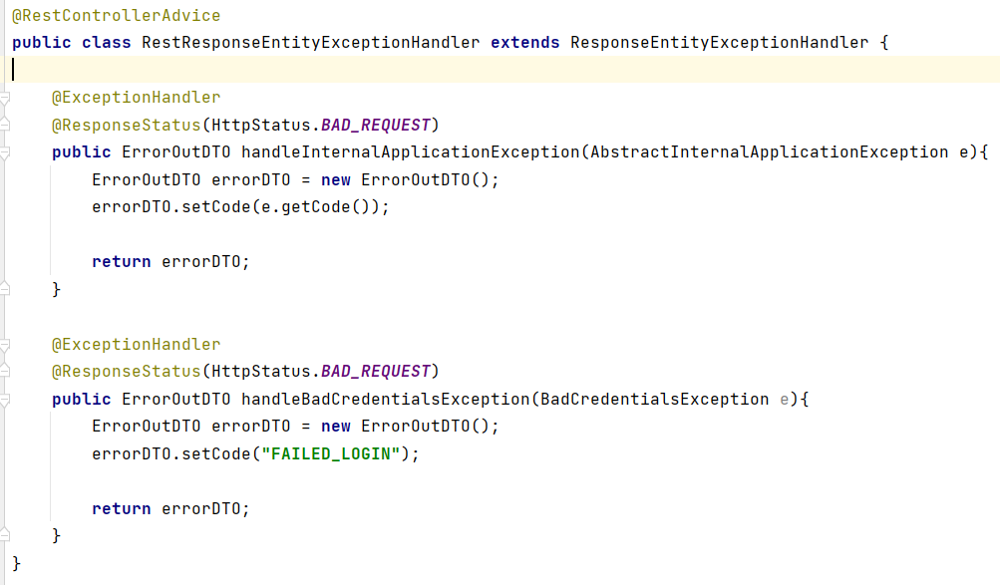 @RestControllerAdvice
public class RestResponseEntityExceptionHandler extends ResponseEntityExceptionHandler {
@ExceptionHandler
@ResponseStatus(HttpStatus.BAD_REQUEST)
public ErrorOutDTO handleInternalApplicationException(AbstractInternalApplicationException e){
ErrorOutDTO errorDTO = new ErrorOutDTO();
errorDTO.setCode(e.getCode());
return errorDTO;
}
@ExceptionHandler
@ResponseStatus(HttpStatus.BAD_REQUEST)
public ErrorOutDTO handleBadCredentialsException(BadCredentialsException e){
ErrorOutDTO errorDTO = new ErrorOutDTO();
errorDTO.setCode("FAILED_LOGIN");
return errorDTO;
}
}